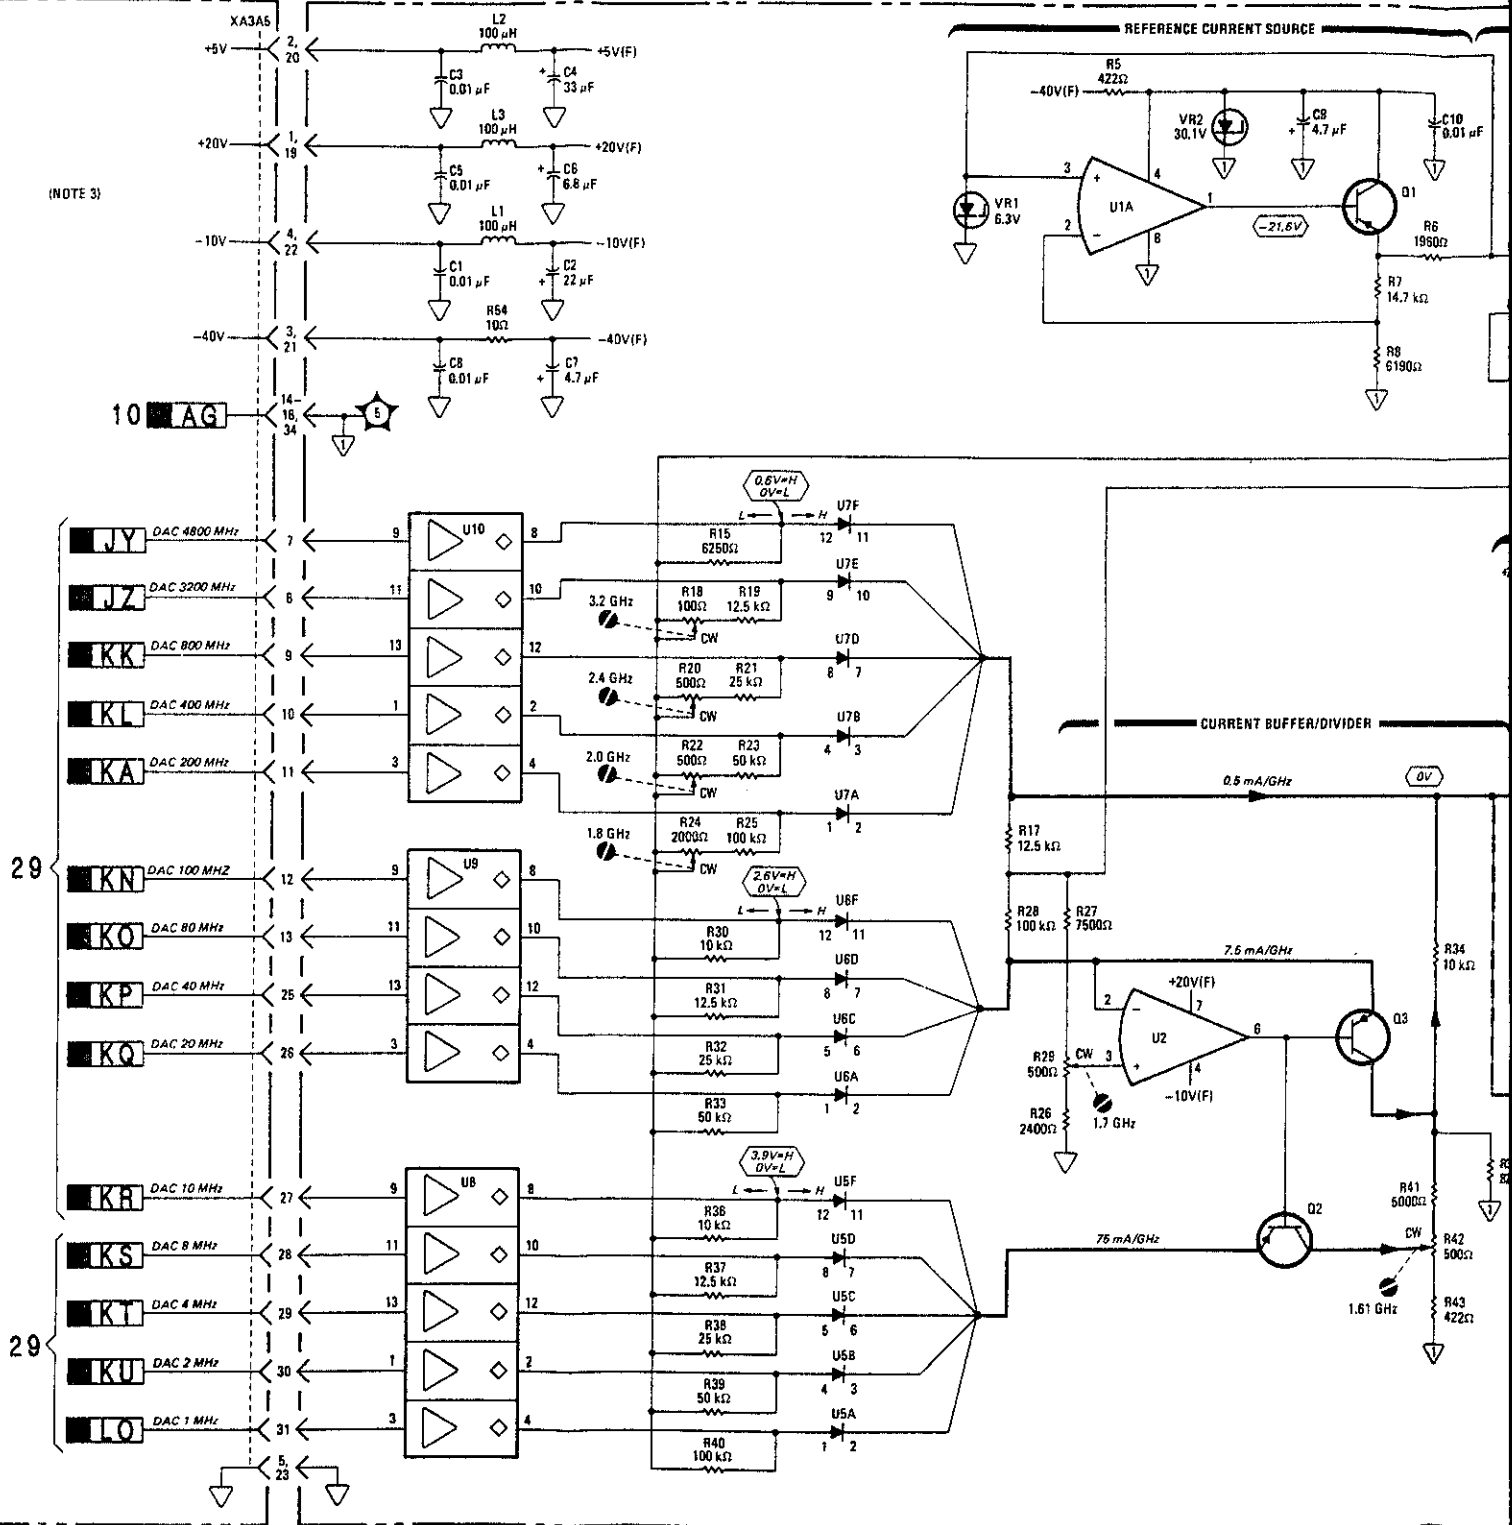 XA3A5
+5V
2,
20
L2
100 µH
+5V(F)
C3
0.01 µF
+
C4
33 µF
+20V
1,
19
L3
100 µH
+20V(F)
C5
0.01 µF
+
C6
6.8 µF
(NOTE 3)
-10V
4,
22
L1
100 µH
-10V(F)
C1
0.01 µF
+
C2
22 µF
-40V
3,
21
R54
10Ω
-40V(F)
C8
0.01 µF
+
C7
4.7 µF
10 AG
14-
18,
34
1
5
REFERENCE CURRENT SOURCE
R5
422Ω
-40V(F)
VR2
30.1V
1
+
C9
4.7 µF
1
C10
0.01 µF
1
VR1
6.3V
3
+
4
U1A
1
2
-
8
1
-21.6V
Q1
R6
1960Ω
R7
14.7 kΩ
R8
6190Ω
1
29
JY DAC 4800 MHz 7 9 U10 8
JZ DAC 3200 MHz 8 11 10
KK DAC 800 MHz 9 13 12
KL DAC 400 MHz 10 1 2
KA DAC 200 MHz 11 3 4
KN DAC 100 MHZ 12 9 U9 8
KO DAC 80 MHz 13 11 10
KP DAC 40 MHz 25 13 12
KQ DAC 20 MHz 26 3 4
KR DAC 10 MHz 27 9 U8 8
29
KS DAC 8 MHz 28 11 10
KT DAC 4 MHz 29 13 12
KU DAC 2 MHz 30 1 2
LO DAC 1 MHz 31 3 4
5,
23
0.6V=H
0V=L
L H
R15
6250Ω
U7F
12 11
3.2 GHz
R18
100Ω
R19
12.5 kΩ
CW
U7E
9 10
2.4 GHz
R20
500Ω
R21
25 kΩ
CW
U7D
8 7
2.0 GHz
R22
500Ω
R23
50 kΩ
CW
U7B
4 3
1.8 GHz
R24
2000Ω
R25
100 kΩ
CW
U7A
1 2
2.6V=H
0V=L
L H
R30
10 kΩ
U6F
12 11
R31
12.5 kΩ
U6D
8 7
R32
25 kΩ
U6C
5 6
R33
50 kΩ
U6A
1 2
3.9V=H
0V=L
L H
R36
10 kΩ
U5F
12 11
R37
12.5 kΩ
U5D
8 7
R38
25 kΩ
U5C
5 6
R39
50 kΩ
U5B
4 3
R40
100 kΩ
U5A
1 2
CURRENT BUFFER/DIVIDER
0.5 mA/GHz
0V
R17
12.5 kΩ
R28
100 kΩ
R27
7500Ω
7.5 mA/GHz
R34
10 kΩ
+20V(F)
2
-
7
U2
6
Q3
R29
500Ω
CW
3
+
4
-10V(F)
1.7 GHz
R26
2400Ω
Q2
75 mA/GHz
R41
5000Ω
1
CW
R42
500Ω
1.61 GHz
R43
422Ω
1